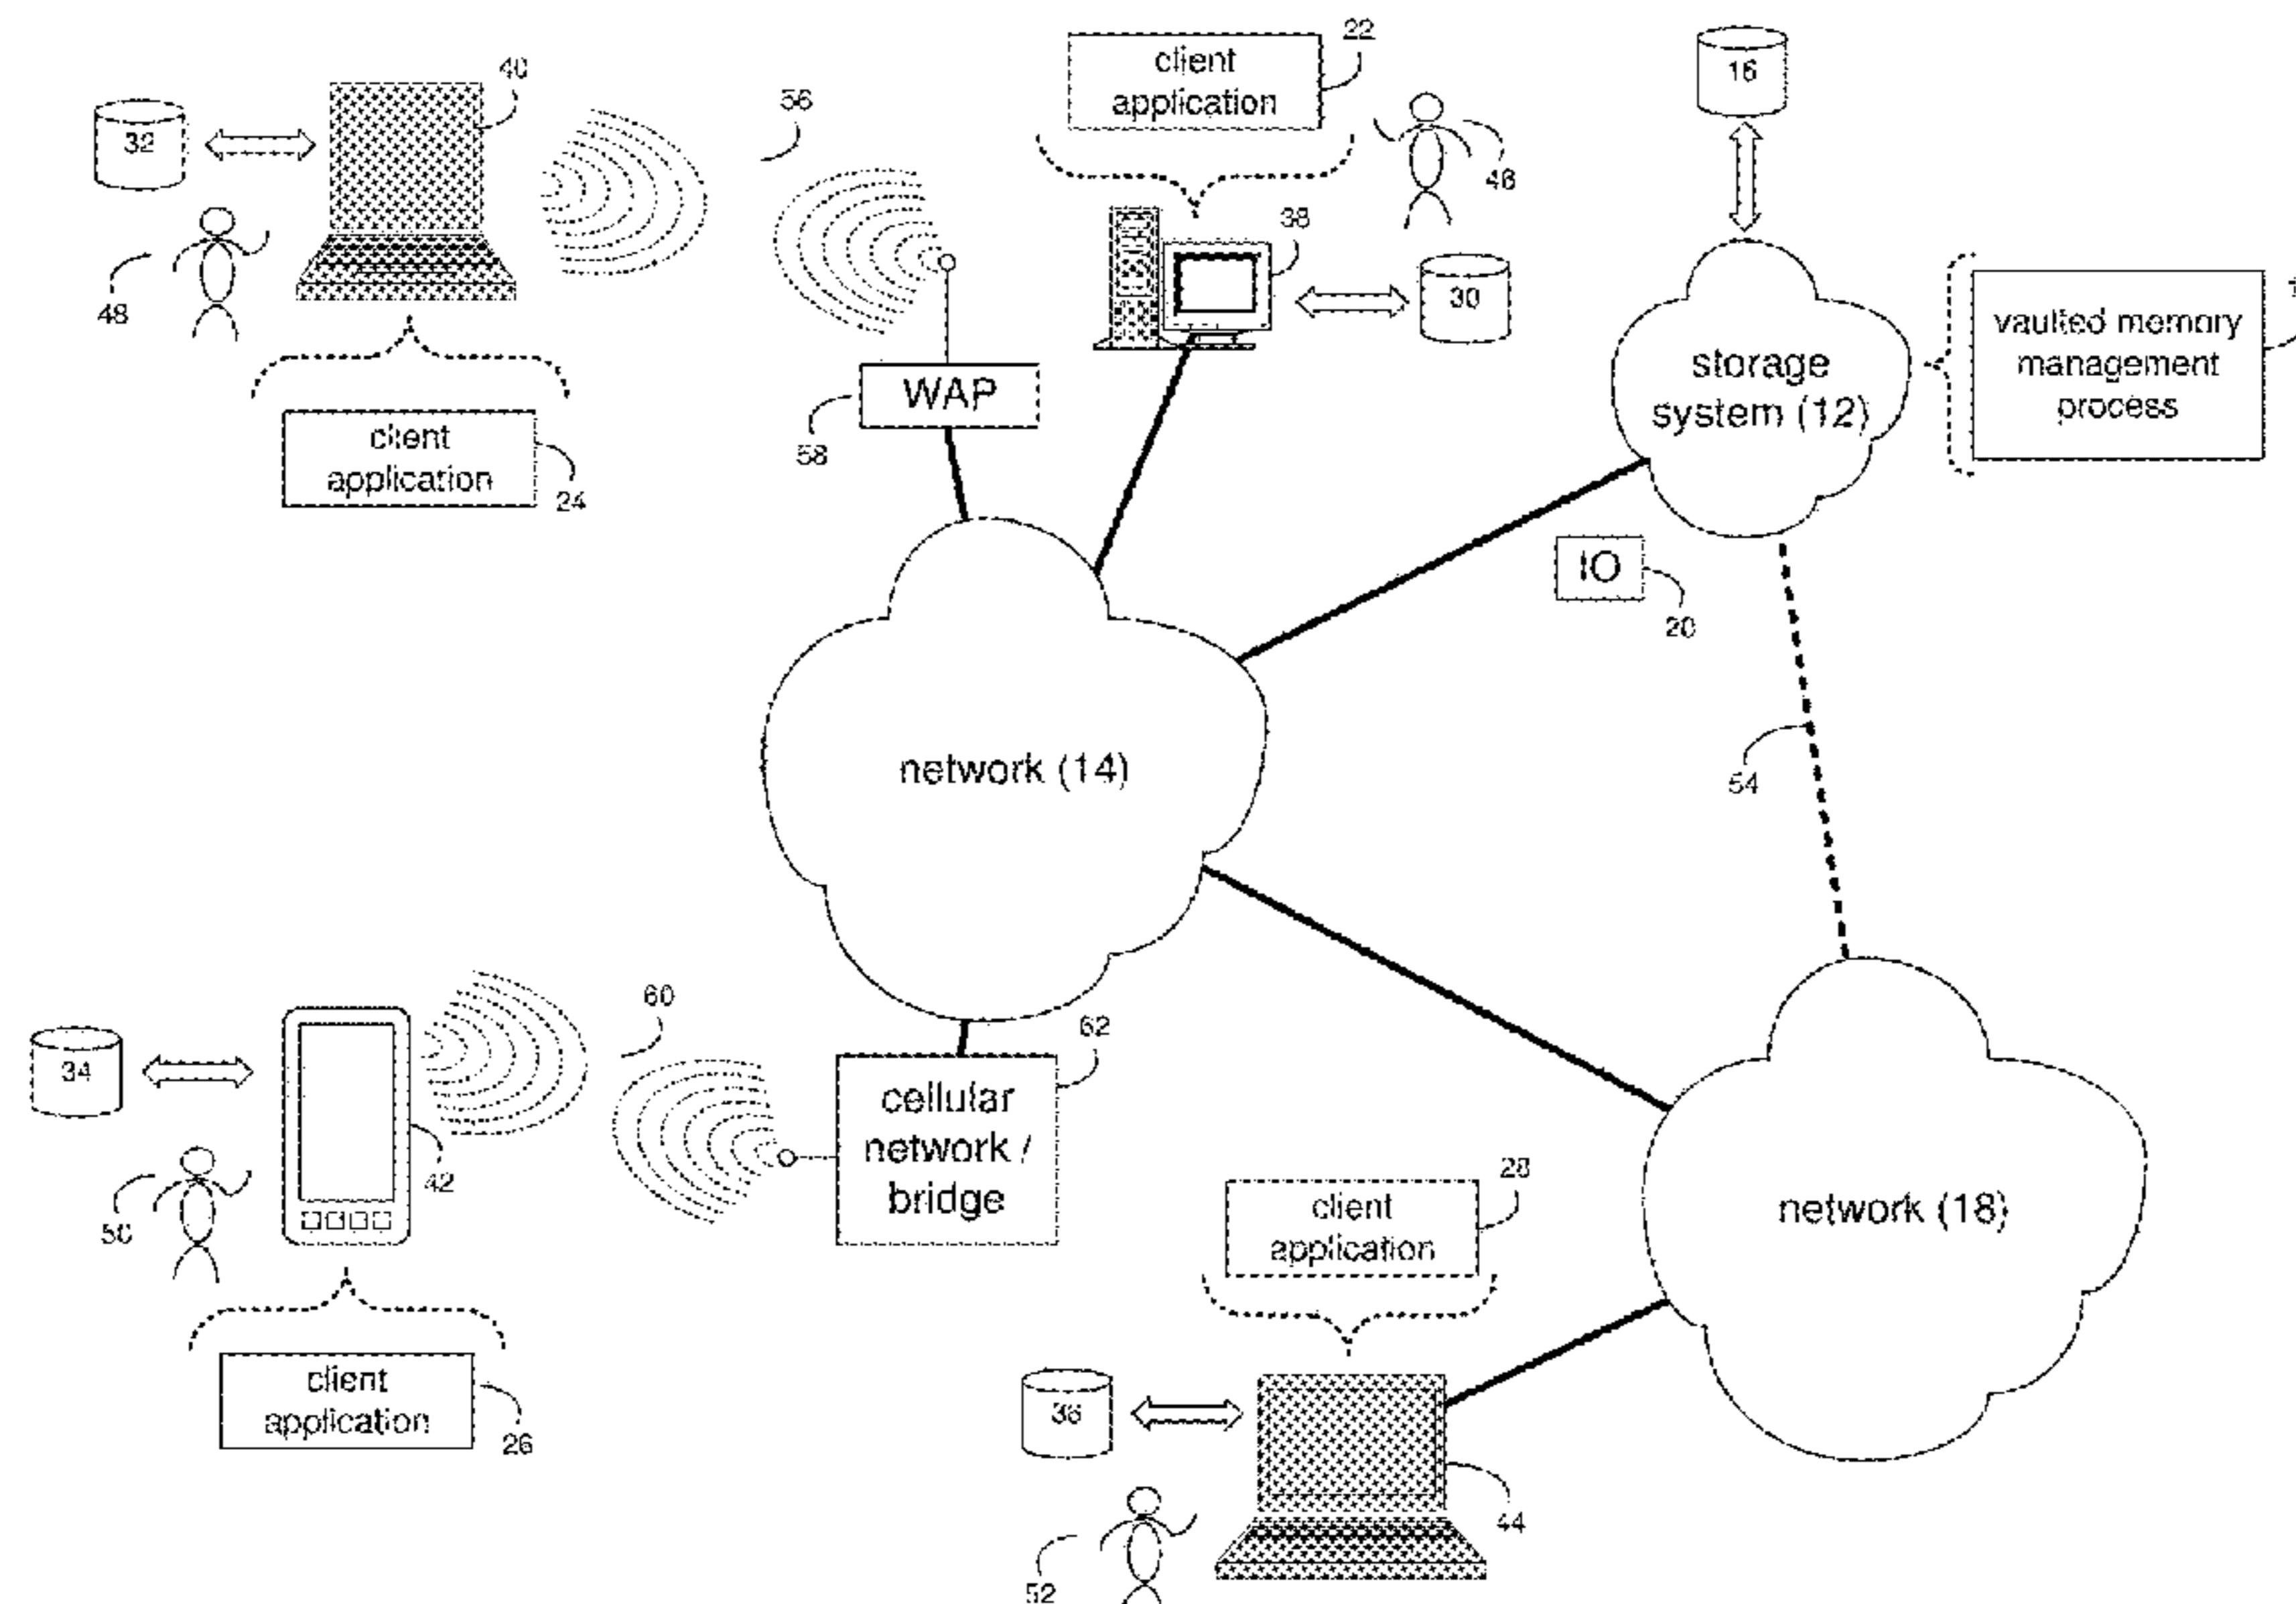 22
client
application
16
40
56
32
46
38
48
30
vaulted memory
management
process
storage
system (12)
WAP
58
client
application
24
IO
20
network (14)
54
60
62
34
cellular
network /
bridge
42
50
28
client
application
network (18)
client
application
26
36
44
52